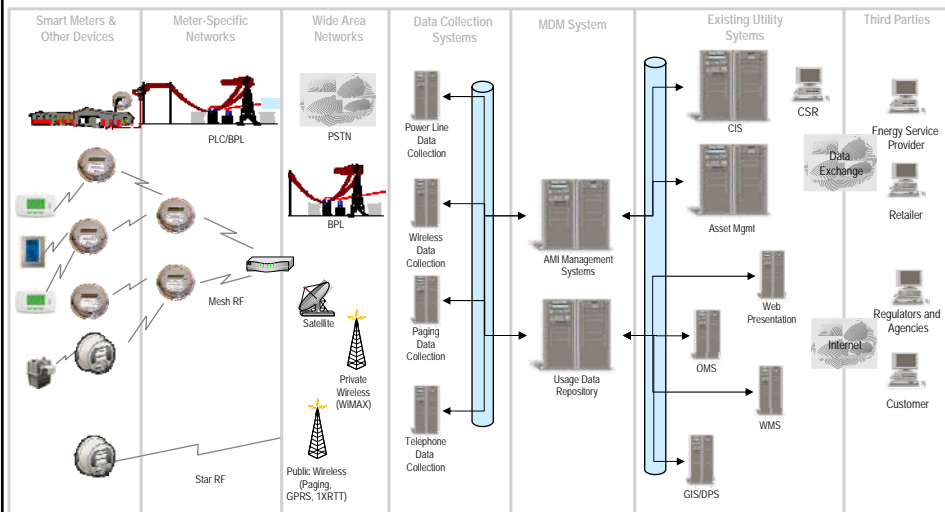 Smart Meters &
Other Devices
Meter-Specific
Networks
Wide Area
Networks
Data Collection
Systems
MDM System
Existing Utility
Sytems
Third Parties
PLC/BPL
PSTN
Power Line
Data
Collection
CIS
CSR
Energy Service
Provider
Data
Exchange
BPL
Wireless
Data
Collection
AMI Management
Systems
Asset Mgmt
Retailer
Mesh RF
Satellite
Paging
Data
Collection
Usage Data
Repository
Web
Presentation
OMS
Regulators and
Agencies
Internet
Private
Wireless
(WiMAX)
WMS
Customer
Telephone
Data
Collection
Star RF
Public Wireless
(Paging,
GPRS, 1XRTT)
GIS/DPS